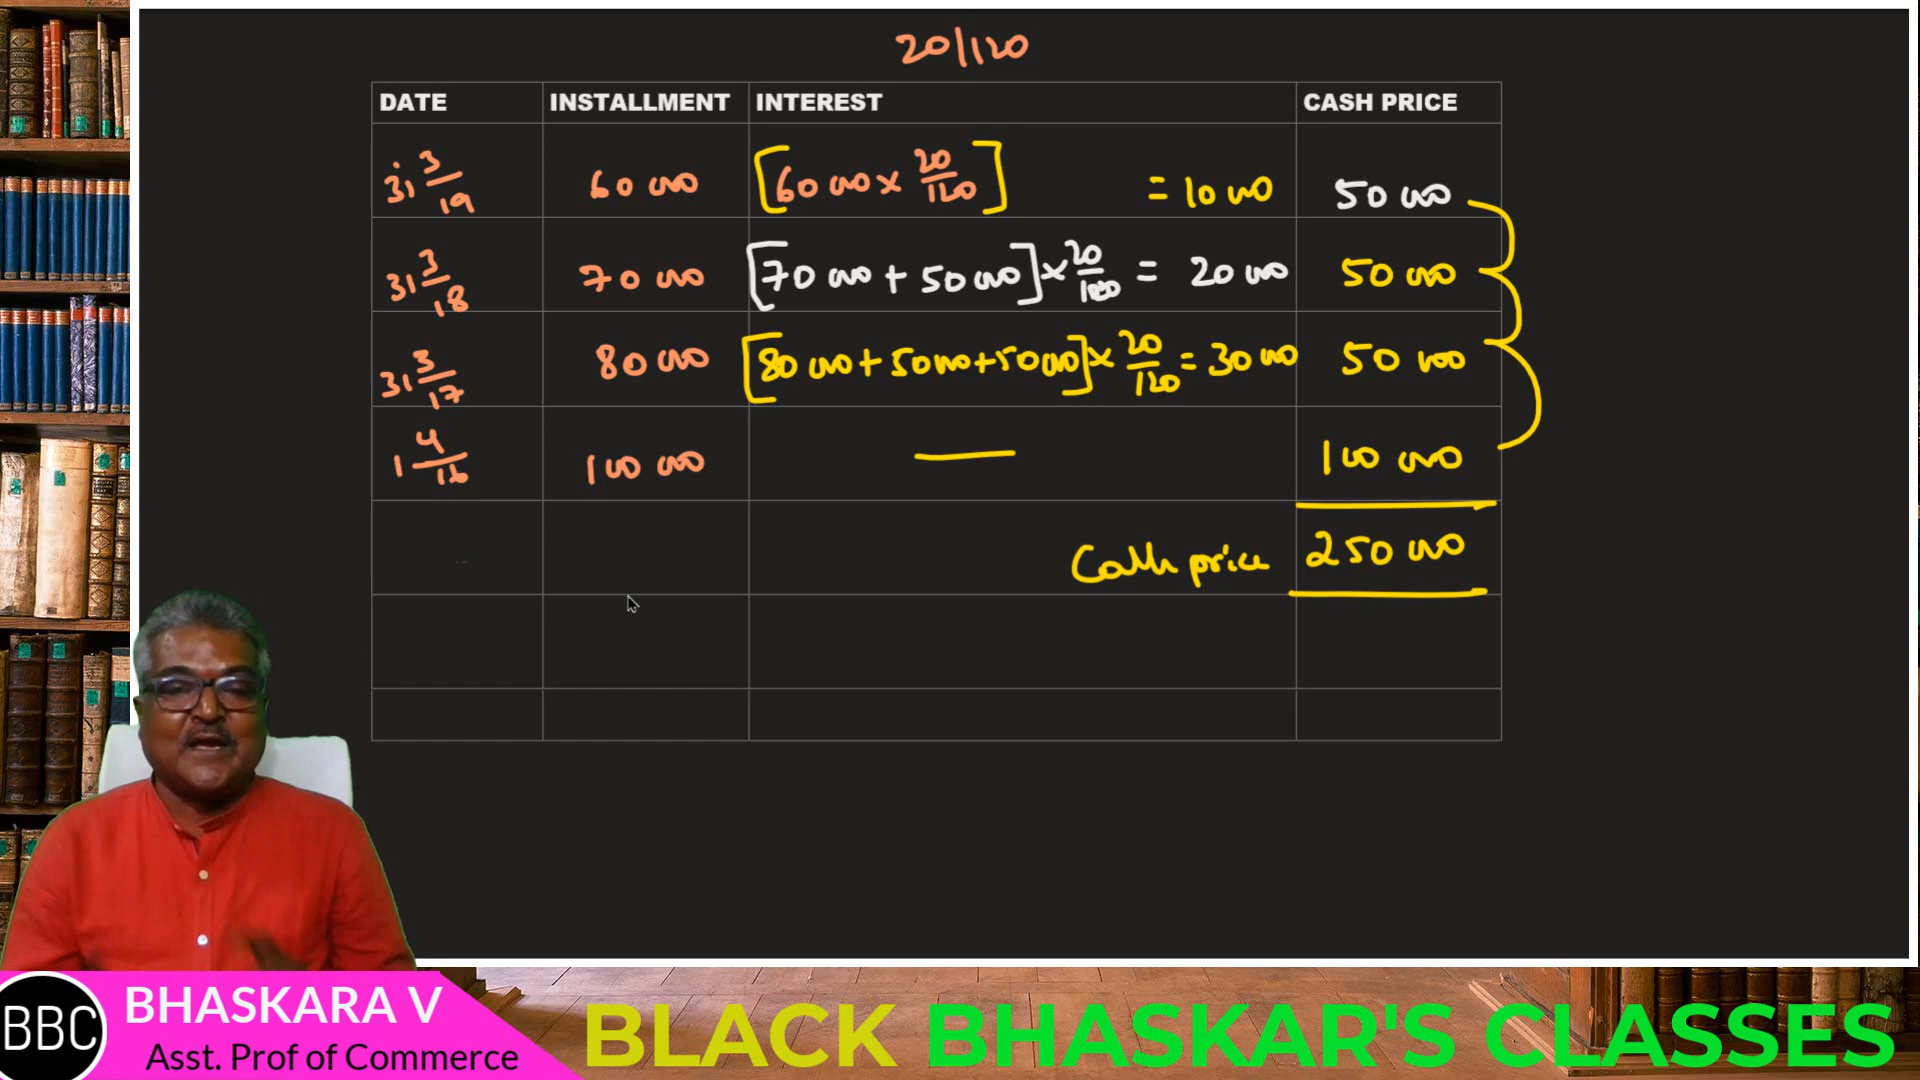 20/120
DATE INSTALLMENT INTEREST CASH PRICE
31 3/19 60 000 [60 000 x 20/120] = 10 000 50 000
31 3/18 70 000 [70 000 + 50 000] x 20/120 = 20 000 50 000
31 3/17 80 000 [80 000 + 50 000 + 50 000] x 20/120 = 30 000 50 000
1 4/16 100 000 — 100 000
Cash price 250 000
BBC
BHASKARA V
Asst. Prof of Commerce
BLACK BHASKAR'S CLASSES